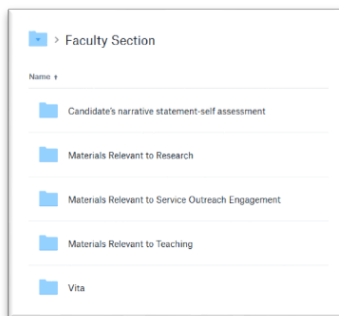 > Faculty Section
Name ↑
Candidate's narrative statement-self assessment
Materials Relevant to Research
Materials Relevant to Service Outreach Engagement
Materials Relevant to Teaching
Vita